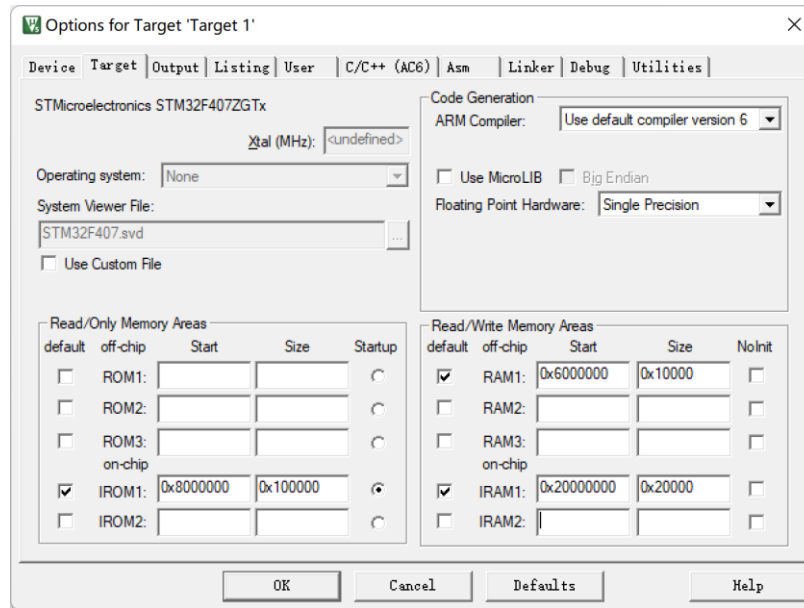 Options for Target 'Target 1'
Device Target Output Listing User C/C++ (AC6) Asm Linker Debug Utilities
STMicroelectronics STM32F407ZGTx
Xtal (MHz): <undefined>
Operating system: None
System Viewer File:
STM32F407.svd ...
Use Custom File
Code Generation
ARM Compiler: Use default compiler version 6
Use MicroLIB Big Endian
Floating Point Hardware: Single Precision
Read/Only Memory Areas
default off-chip Start Size Startup
ROM1:
ROM2:
ROM3:
on-chip
IROM1: 0x8000000 0x100000
IROM2:
Read/Write Memory Areas
default off-chip Start Size NoInit
RAM1: 0x6000000 0x10000
RAM2:
RAM3:
on-chip
IRAM1: 0x20000000 0x20000
IRAM2:
OK Cancel Defaults Help